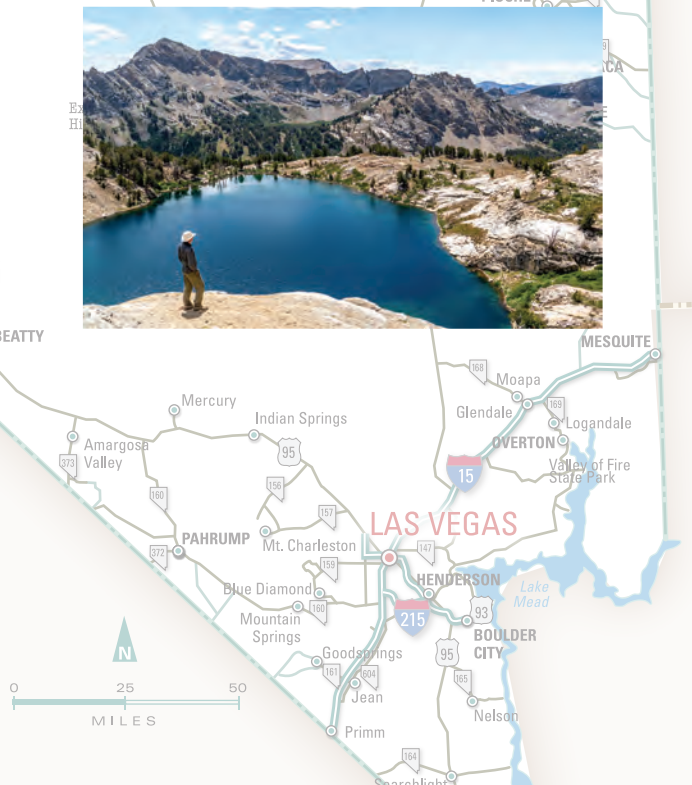 BEATTY
MESQUITE
168
Moapa
Mercury
Glendale
169
Indian Springs
Logandale
Amargosa
Valley
95
OVERTON
373
15
Valley of Fire
State Park
160
156
157
LAS VEGAS
PAHRUMP
Mt. Charleston
147
372
159
HENDERSON
Blue Diamond
Lake
Mead
160
215
93
Mountain
Springs
BOULDER
CITY
N
Goodsprings
95
0 25 50
161
604
165
MILES
Jean
Nelson
Primm
164
Searchlight